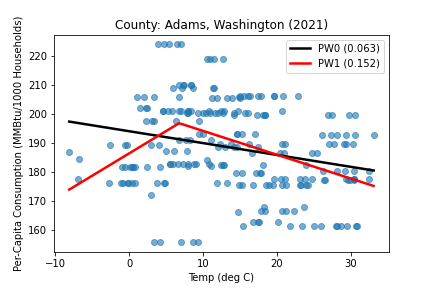 County: Adams, Washington (2021)
PW0 (0.063)
PW1 (0.152)
Per-Capita Consumption (MMBtu/1000 Households)
220
210
200
190
180
170
160
−10 0 10 20 30
Temp (deg C)